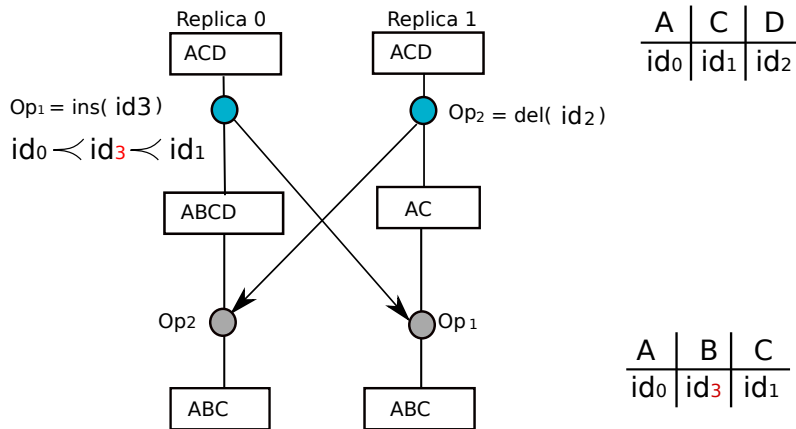 Replica 0 Replica 1
A C D
ACD ACD
id0 id1 id2
Op1 = ins( id3 )
Op2 = del( id2 )
id0 ≺ id3 ≺ id1
ABCD AC
Op2 Op1
A B C
id0 id3 id1
ABC ABC